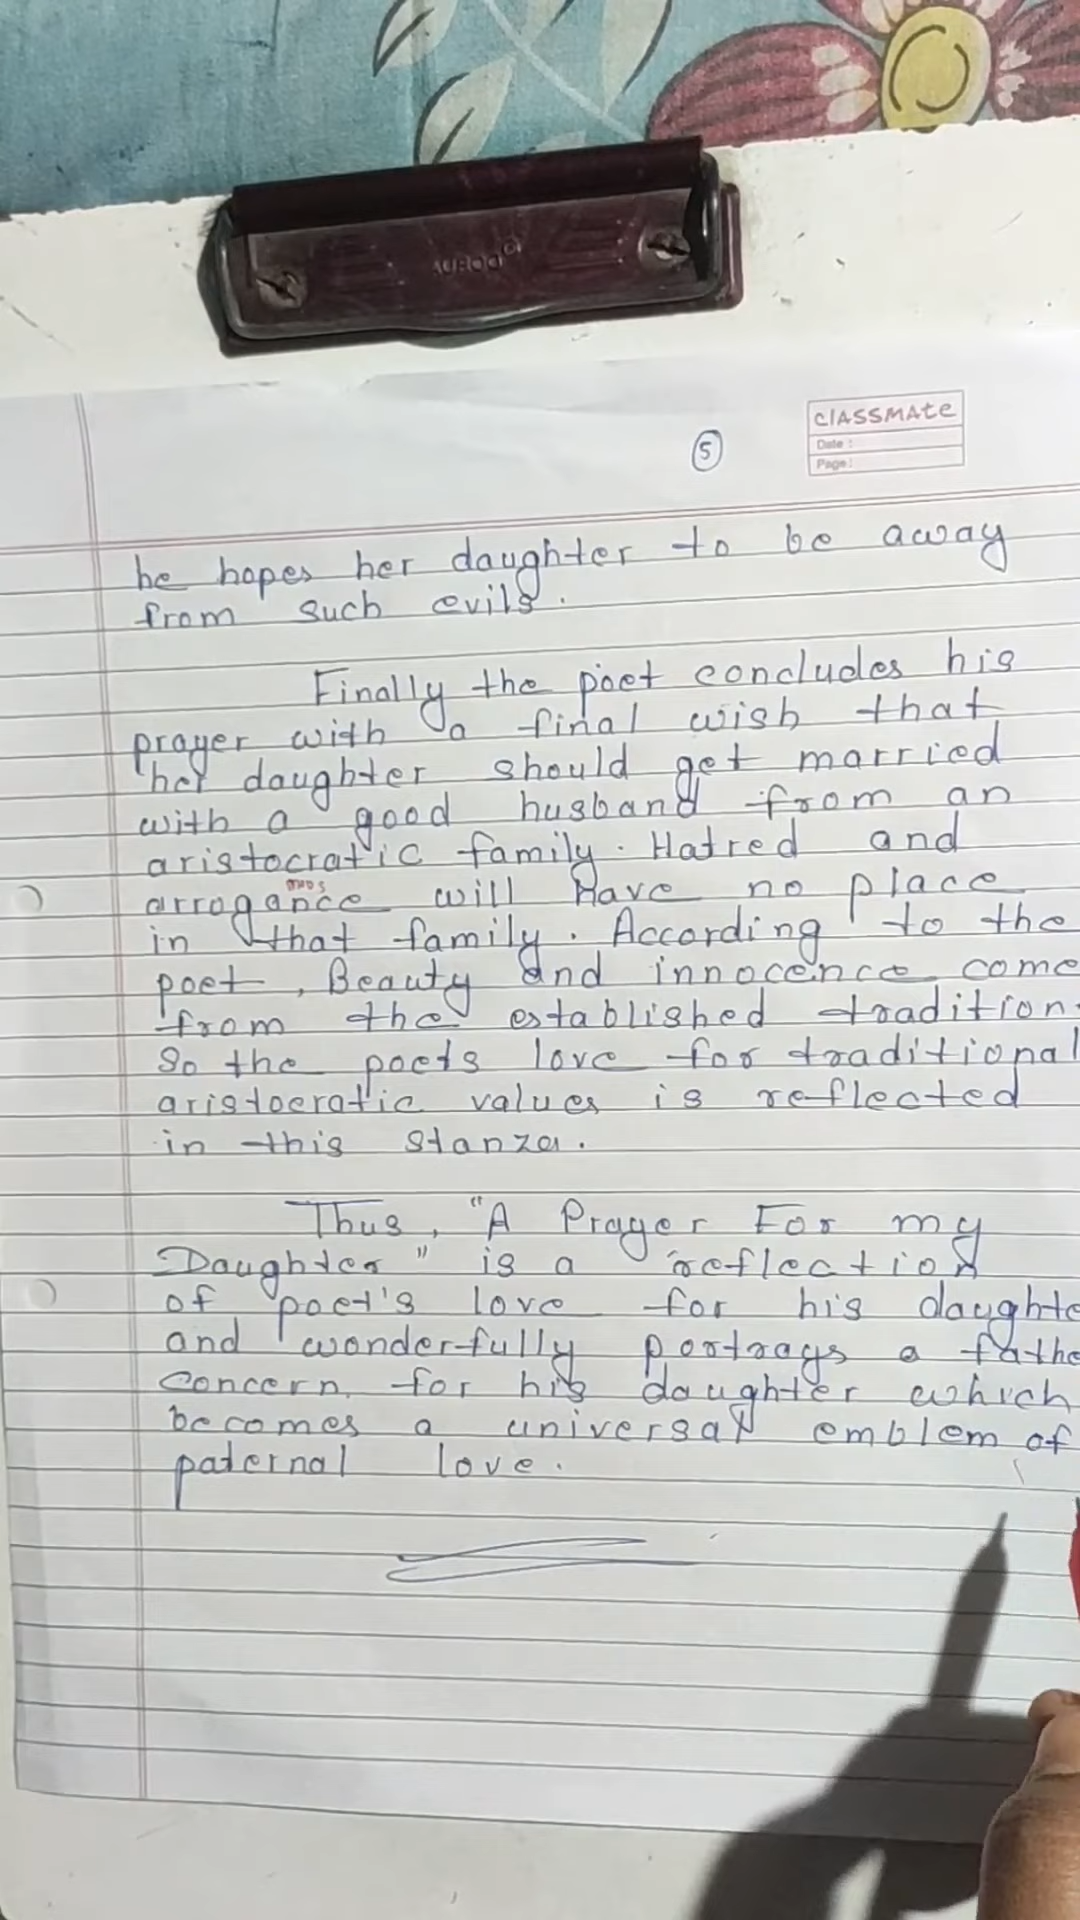 5
CLASSMATE
Date :
Page:
he hopes her daughter to be away
from such evils.
Finally the poet concludes his
prayer with a final wish that
her daughter should get married
with a good husband from an
aristocratic family. Hatred and
arrogance will have no place
in that family. According to the
poet, Beauty and innocence come
from the established tradition
So the poets love for traditional
aristocratic values is reflected
in this stanza.
Thus, "A Prayer For my
Daughter" is a reflection
of poet's love for his daughte
and wonderfully portrays a fathe
concern for his daughter which
becomes a universal emblem of
paternal love.